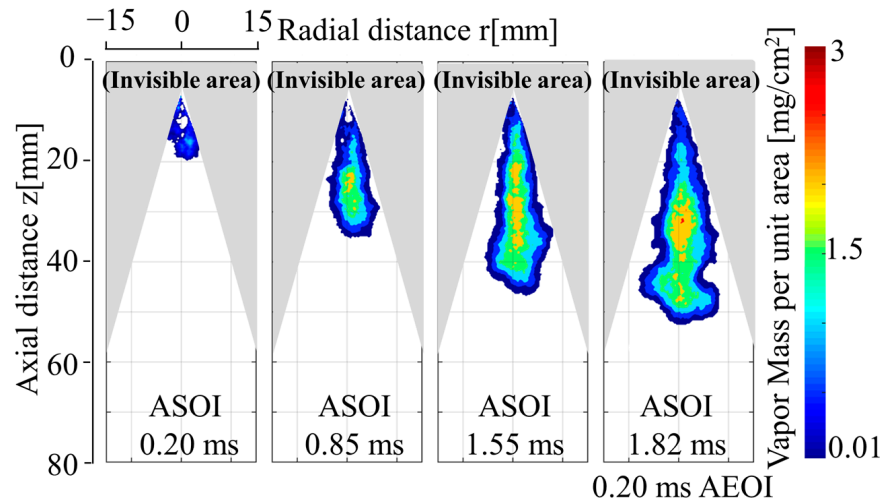 −15 0 15 Radial distance r[mm]
0
20
40
60
80
Axial distance z[mm]
(Invisible area) (Invisible area) (Invisible area) (Invisible area)
ASOI
0.20 ms
ASOI
0.85 ms
ASOI
1.55 ms
ASOI
1.82 ms
0.20 ms AEOI
Vapor Mass per unit area [mg/cm²]
3
1.5
0.01